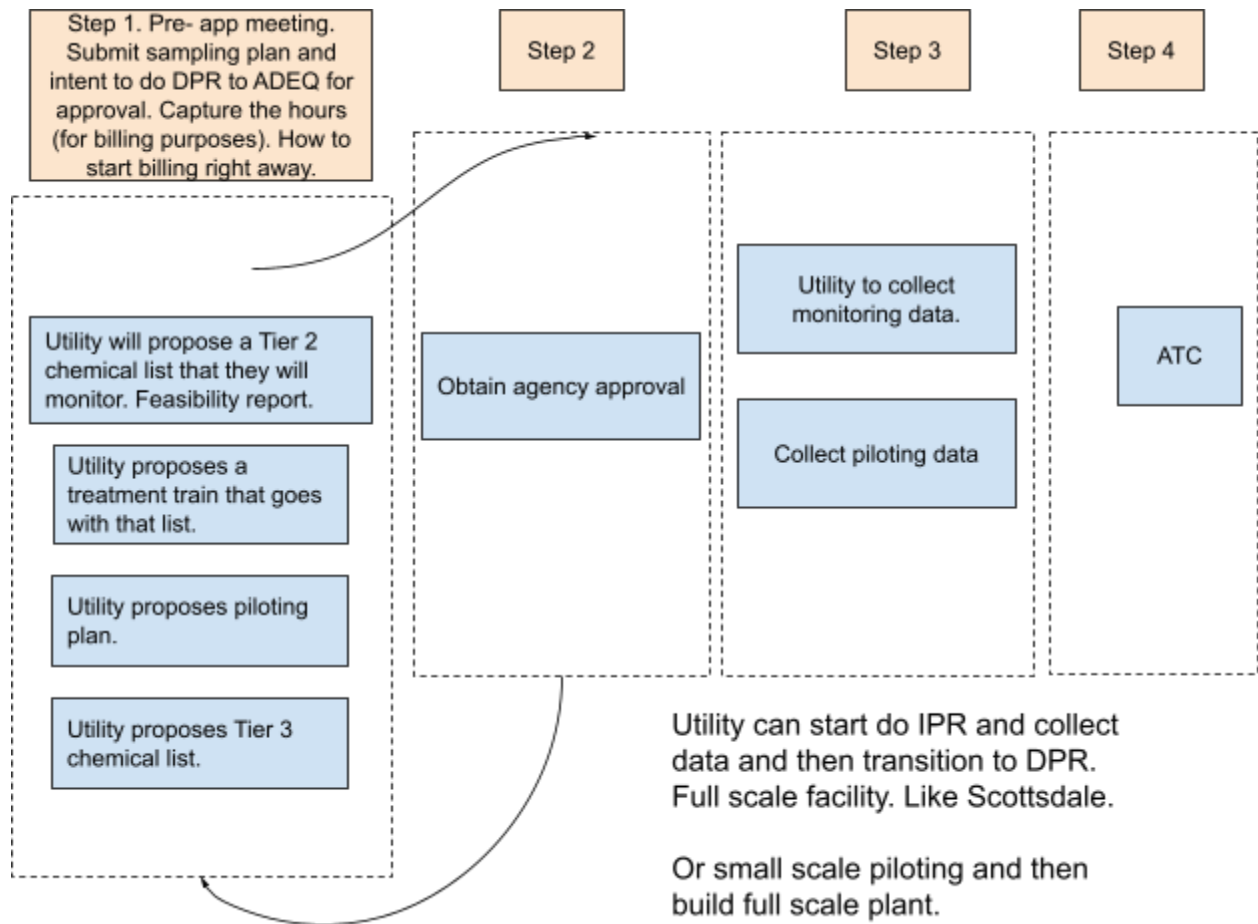 Step 1. Pre- app meeting.
Submit sampling plan and
intent to do DPR to ADEQ for
approval. Capture the hours
(for billing purposes). How to
start billing right away.
Step 2
Step 3
Step 4
Utility will propose a Tier 2
chemical list that they will
monitor. Feasibility report.
Utility proposes a
treatment train that goes
with that list.
Utility proposes piloting
plan.
Utility proposes Tier 3
chemical list.
Obtain agency approval
Utility to collect
monitoring data.
Collect piloting data
ATC
Utility can start do IPR and collect
data and then transition to DPR.
Full scale facility. Like Scottsdale.
Or small scale piloting and then
build full scale plant.